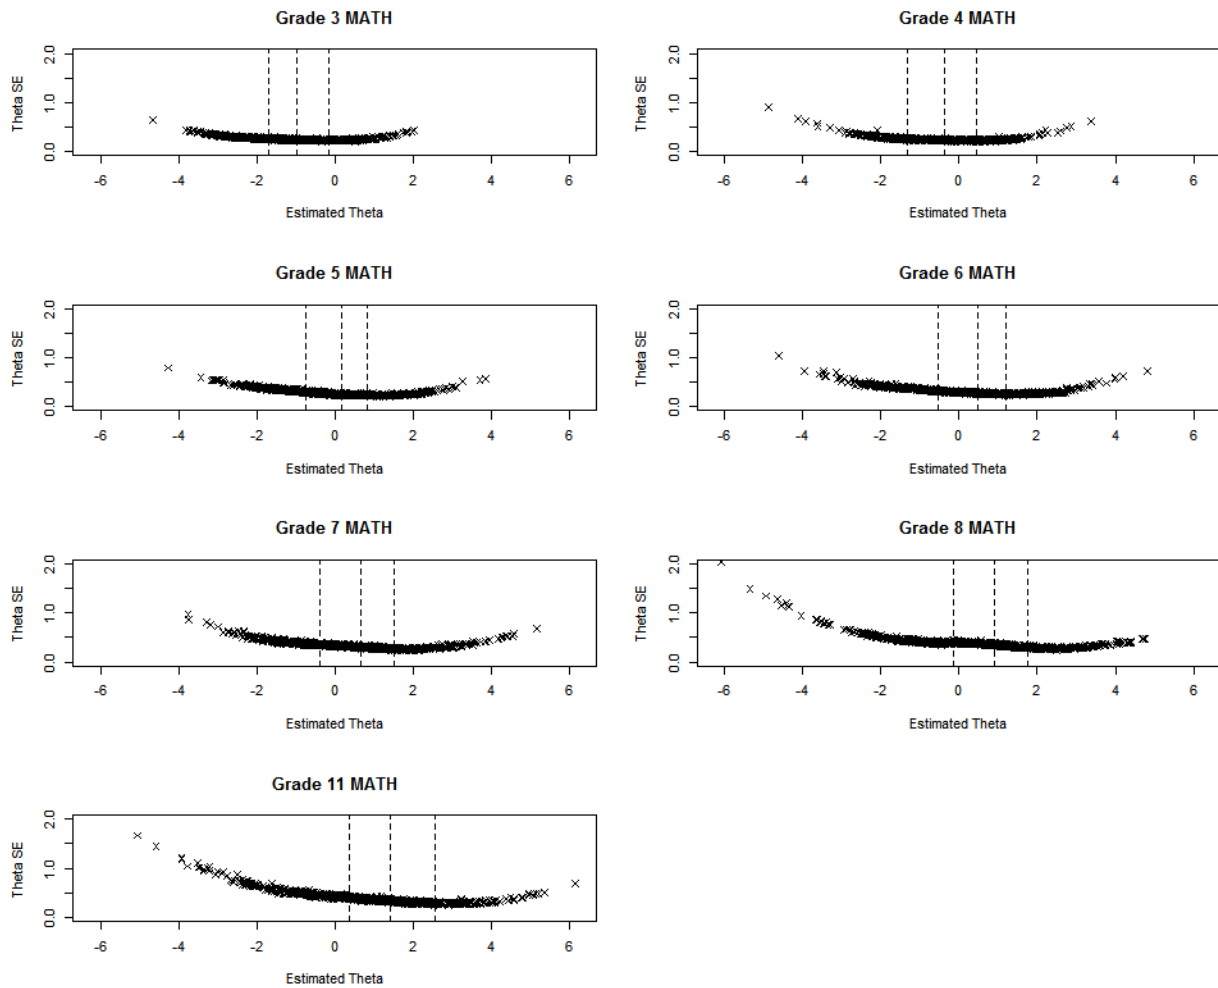 Grade 3 MATH
Theta SE
0.0 1.0 2.0
-6 -4 -2 0 2 4 6
Estimated Theta
Grade 4 MATH
Theta SE
0.0 1.0 2.0
-6 -4 -2 0 2 4 6
Estimated Theta
Grade 5 MATH
Theta SE
0.0 1.0 2.0
-6 -4 -2 0 2 4 6
Estimated Theta
Grade 6 MATH
Theta SE
0.0 1.0 2.0
-6 -4 -2 0 2 4 6
Estimated Theta
Grade 7 MATH
Theta SE
0.0 1.0 2.0
-6 -4 -2 0 2 4 6
Estimated Theta
Grade 8 MATH
Theta SE
0.0 1.0 2.0
-6 -4 -2 0 2 4 6
Estimated Theta
Grade 11 MATH
Theta SE
0.0 1.0 2.0
-6 -4 -2 0 2 4 6
Estimated Theta